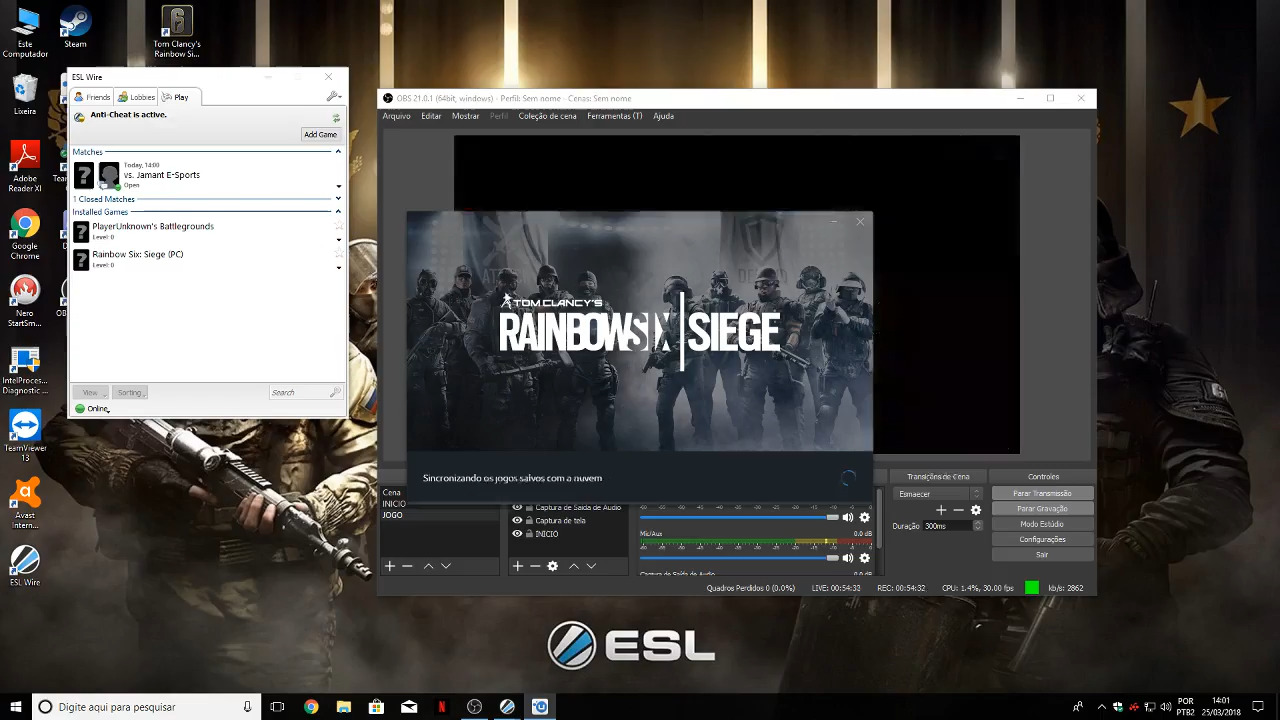 Este
Computador
Steam
Tom Clancy's
Rainbow Si...
Lixeira
Adobe
Reader XI
Google
Chrome
Nero
StartSm...
IntelProces...
Diagnostic ...
TeamViewer
13
Avast
Intern...
ESL Wire
ESL Wire
Friends
Lobbies
Play
Anti-Cheat is active.
Add Game
Matches
Today, 14:00
vs. Jamant E-Sports
Open
1 Closed Matches
Installed Games
PlayerUnknown's Battlegrounds
Level: 0
Rainbow Six: Siege (PC)
Level: 0
View
Sorting
Search
Online
OBS 21.0.1 (64bit, windows) - Perfil: Sem nome - Cenas: Sem nome
Arquivo Editar Mostrar Perfil Coleção de cena Ferramentas (T) Ajuda
TOM CLANCY'S
RAINBOWSIX SIEGE
Sincronizando os jogos salvos com a nuvem
Cena
INICIO
JOGO
Captura de Saída de Áudio
Captura de tela
INICIO
Mic/Aux 0.0 dB
Captura de Saída de Áudio
Transições de Cena
Esmaecer
Duração 300ms
Controles
Parar Transmissão
Parar Gravação
Modo Estúdio
Configurações
Sair
Quadros Perdidos 0 (0.0%) LIVE: 00:54:33 REC: 00:54:32 CPU: 1.4%, 30.00 fps kb/s: 2862
ESL
Digite aqui para pesquisar
POR
PTB2
14:01
25/03/2018